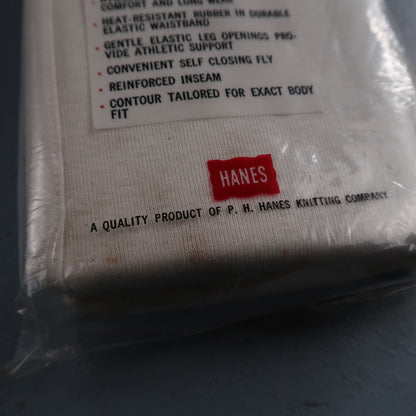 COMFORT AND LONG WEAR
• HEAT-RESISTANT RUBBER IN DURABLE
ELASTIC WAISTBAND
• GENTLE ELASTIC LEG OPENINGS PRO-
VIDE ATHLETIC SUPPORT
• CONVENIENT SELF CLOSING FLY
• REINFORCED INSEAM
• CONTOUR TAILORED FOR EXACT BODY
FIT
HANES
A QUALITY PRODUCT OF P. H. HANES KNITTING COMPANY